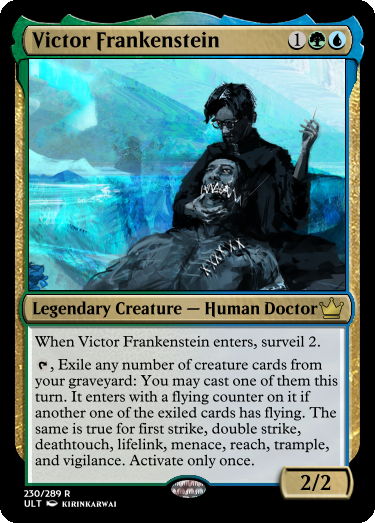 Victor Frankenstein 1
Legendary Creature — Human Doctor
When Victor Frankenstein enters, surveil 2.
, Exile any number of creature cards from
your graveyard: You may cast one of them this
turn. It enters with a flying counter on it if
another one of the exiled cards has flying. The
same is true for first strike, double strike,
deathtouch, lifelink, menace, reach, trample,
and vigilance. Activate only once.
2/2
230/289 R
ULT KIRINKARWAI